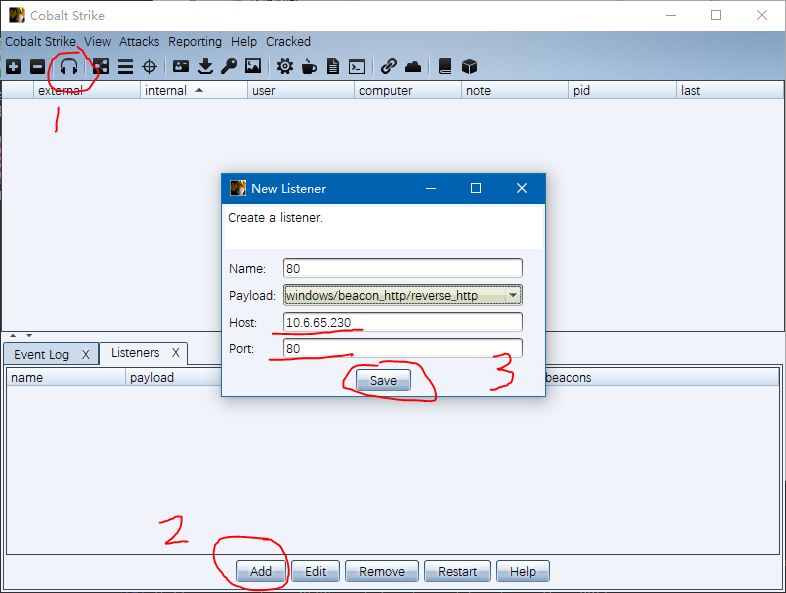 Cobalt Strike
Cobalt Strike View Attacks Reporting Help Cracked
1
external internal user computer note pid last
New Listener
Create a listener.
Name: 80
Payload: windows/beacon_http/reverse_http
Host: 10.6.65.230
Port: 80
Save
3
Event Log X Listeners X
name payload beacons
2
Add Edit Remove Restart Help